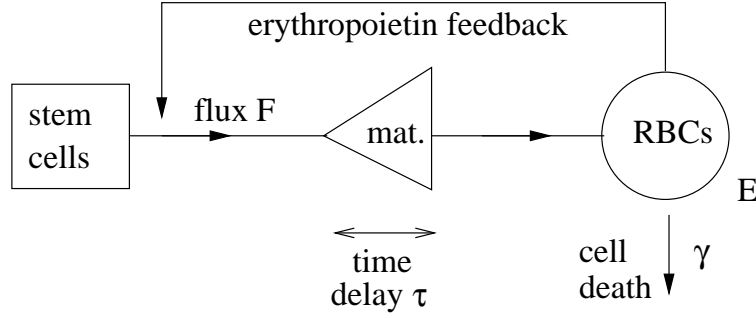 erythropoietin feedback
flux F
stem
cells
mat.
RBCs
E
time
delay τ
cell
death
γ